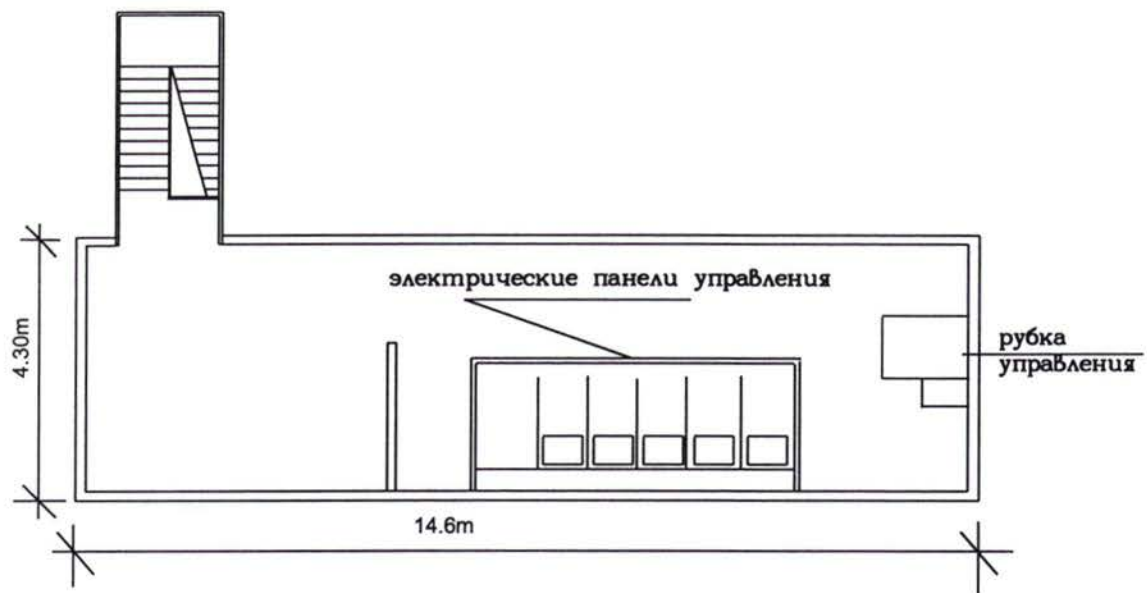 электрические панели управления
4.30m
рубка
управления
14.6m